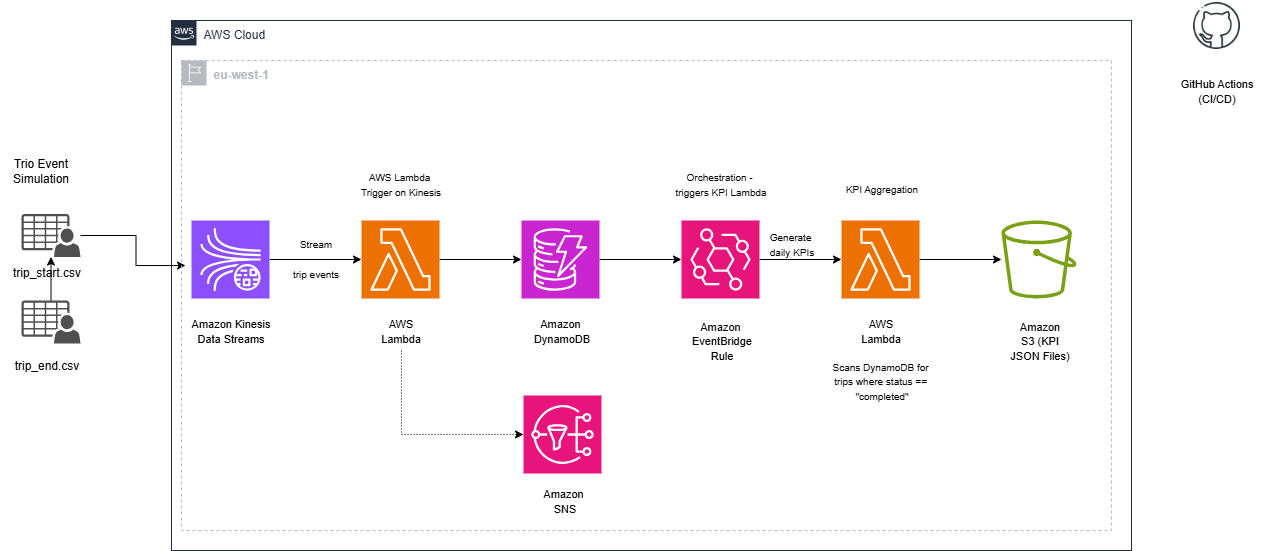 aws
AWS Cloud
GitHub Actions
(CI/CD)
eu-west-1
Trio Event
Simulation
trip_start.csv
trip_end.csv
AWS Lambda
Trigger on Kinesis
Orchestration -
triggers KPI Lambda
KPI Aggregation
Stream
trip events
Generate
daily KPIs
Amazon Kinesis
Data Streams
AWS
Lambda
Amazon
DynamoDB
Amazon
EventBridge
Rule
AWS
Lambda
Scans DynamoDB for
trips where status ==
"completed"
Amazon
S3 (KPI
JSON Files)
Amazon
SNS